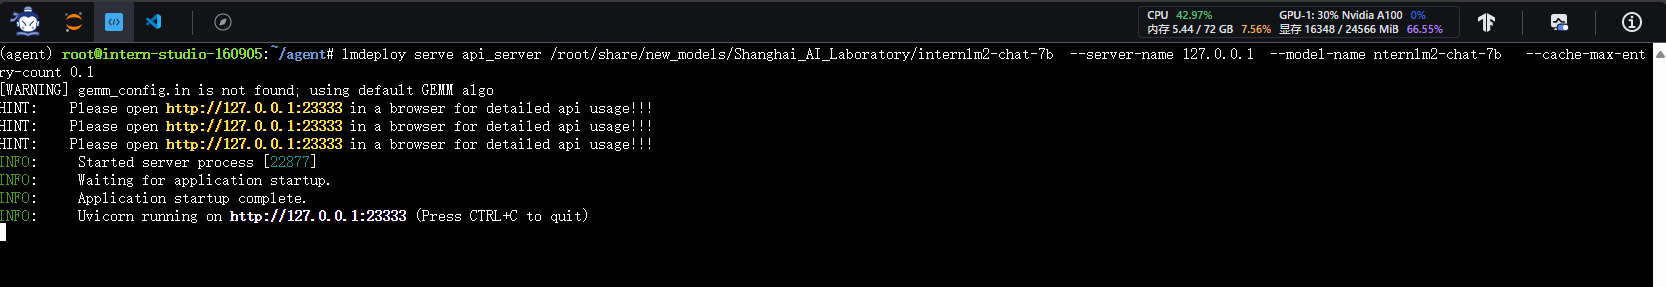 CPU 42.97% GPU-1: 30% Nvidia A100 0%
内存 5.44 / 72 GB 7.56% 显存 16348 / 24566 MiB 66.55%
(agent) root@intern-studio-160905:~/agent# lmdeploy serve api_server /root/share/new_models/Shanghai_AI_Laboratory/internlm2-chat-7b --server-name 127.0.0.1 --model-name nternlm2-chat-7b --cache-max-ent
ry-count 0.1
[WARNING] gemm_config.in is not found; using default GEMM algo
HINT: Please open http://127.0.0.1:23333 in a browser for detailed api usage!!!
HINT: Please open http://127.0.0.1:23333 in a browser for detailed api usage!!!
HINT: Please open http://127.0.0.1:23333 in a browser for detailed api usage!!!
INFO: Started server process [22877]
INFO: Waiting for application startup.
INFO: Application startup complete.
INFO: Uvicorn running on http://127.0.0.1:23333 (Press CTRL+C to quit)